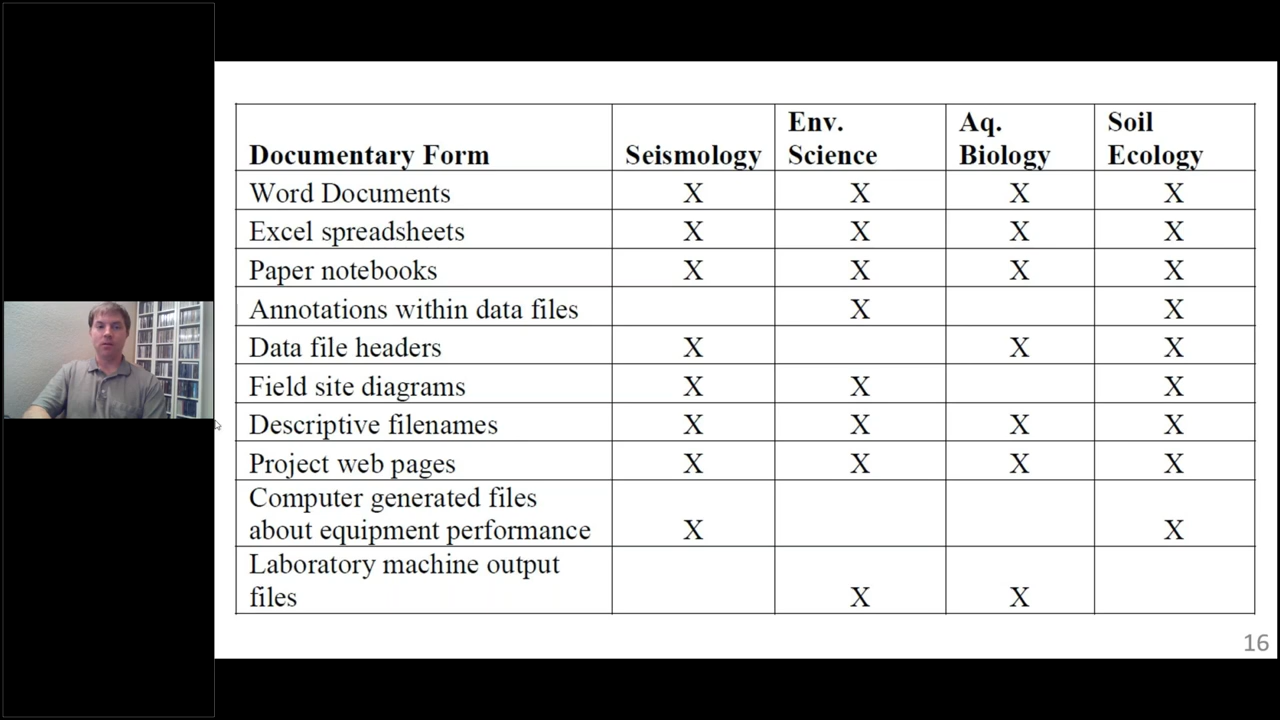 Documentary Form Seismology Env. Science Aq. Biology Soil Ecology
Word Documents X X X X
Excel spreadsheets X X X X
Paper notebooks X X X X
Annotations within data files X X
Data file headers X X X
Field site diagrams X X X
Descriptive filenames X X X X
Project web pages X X X X
Computer generated files
about equipment performance X X
Laboratory machine output
files X X
16